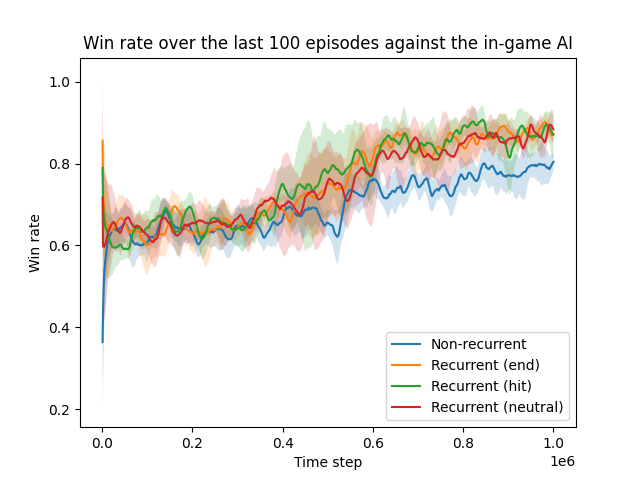 Win rate over the last 100 episodes against the in-game AI
1.0
0.8
0.6
0.4
0.2
Win rate
Non-recurrent
Recurrent (end)
Recurrent (hit)
Recurrent (neutral)
0.0 0.2 0.4 0.6 0.8 1.0
Time step
1e6